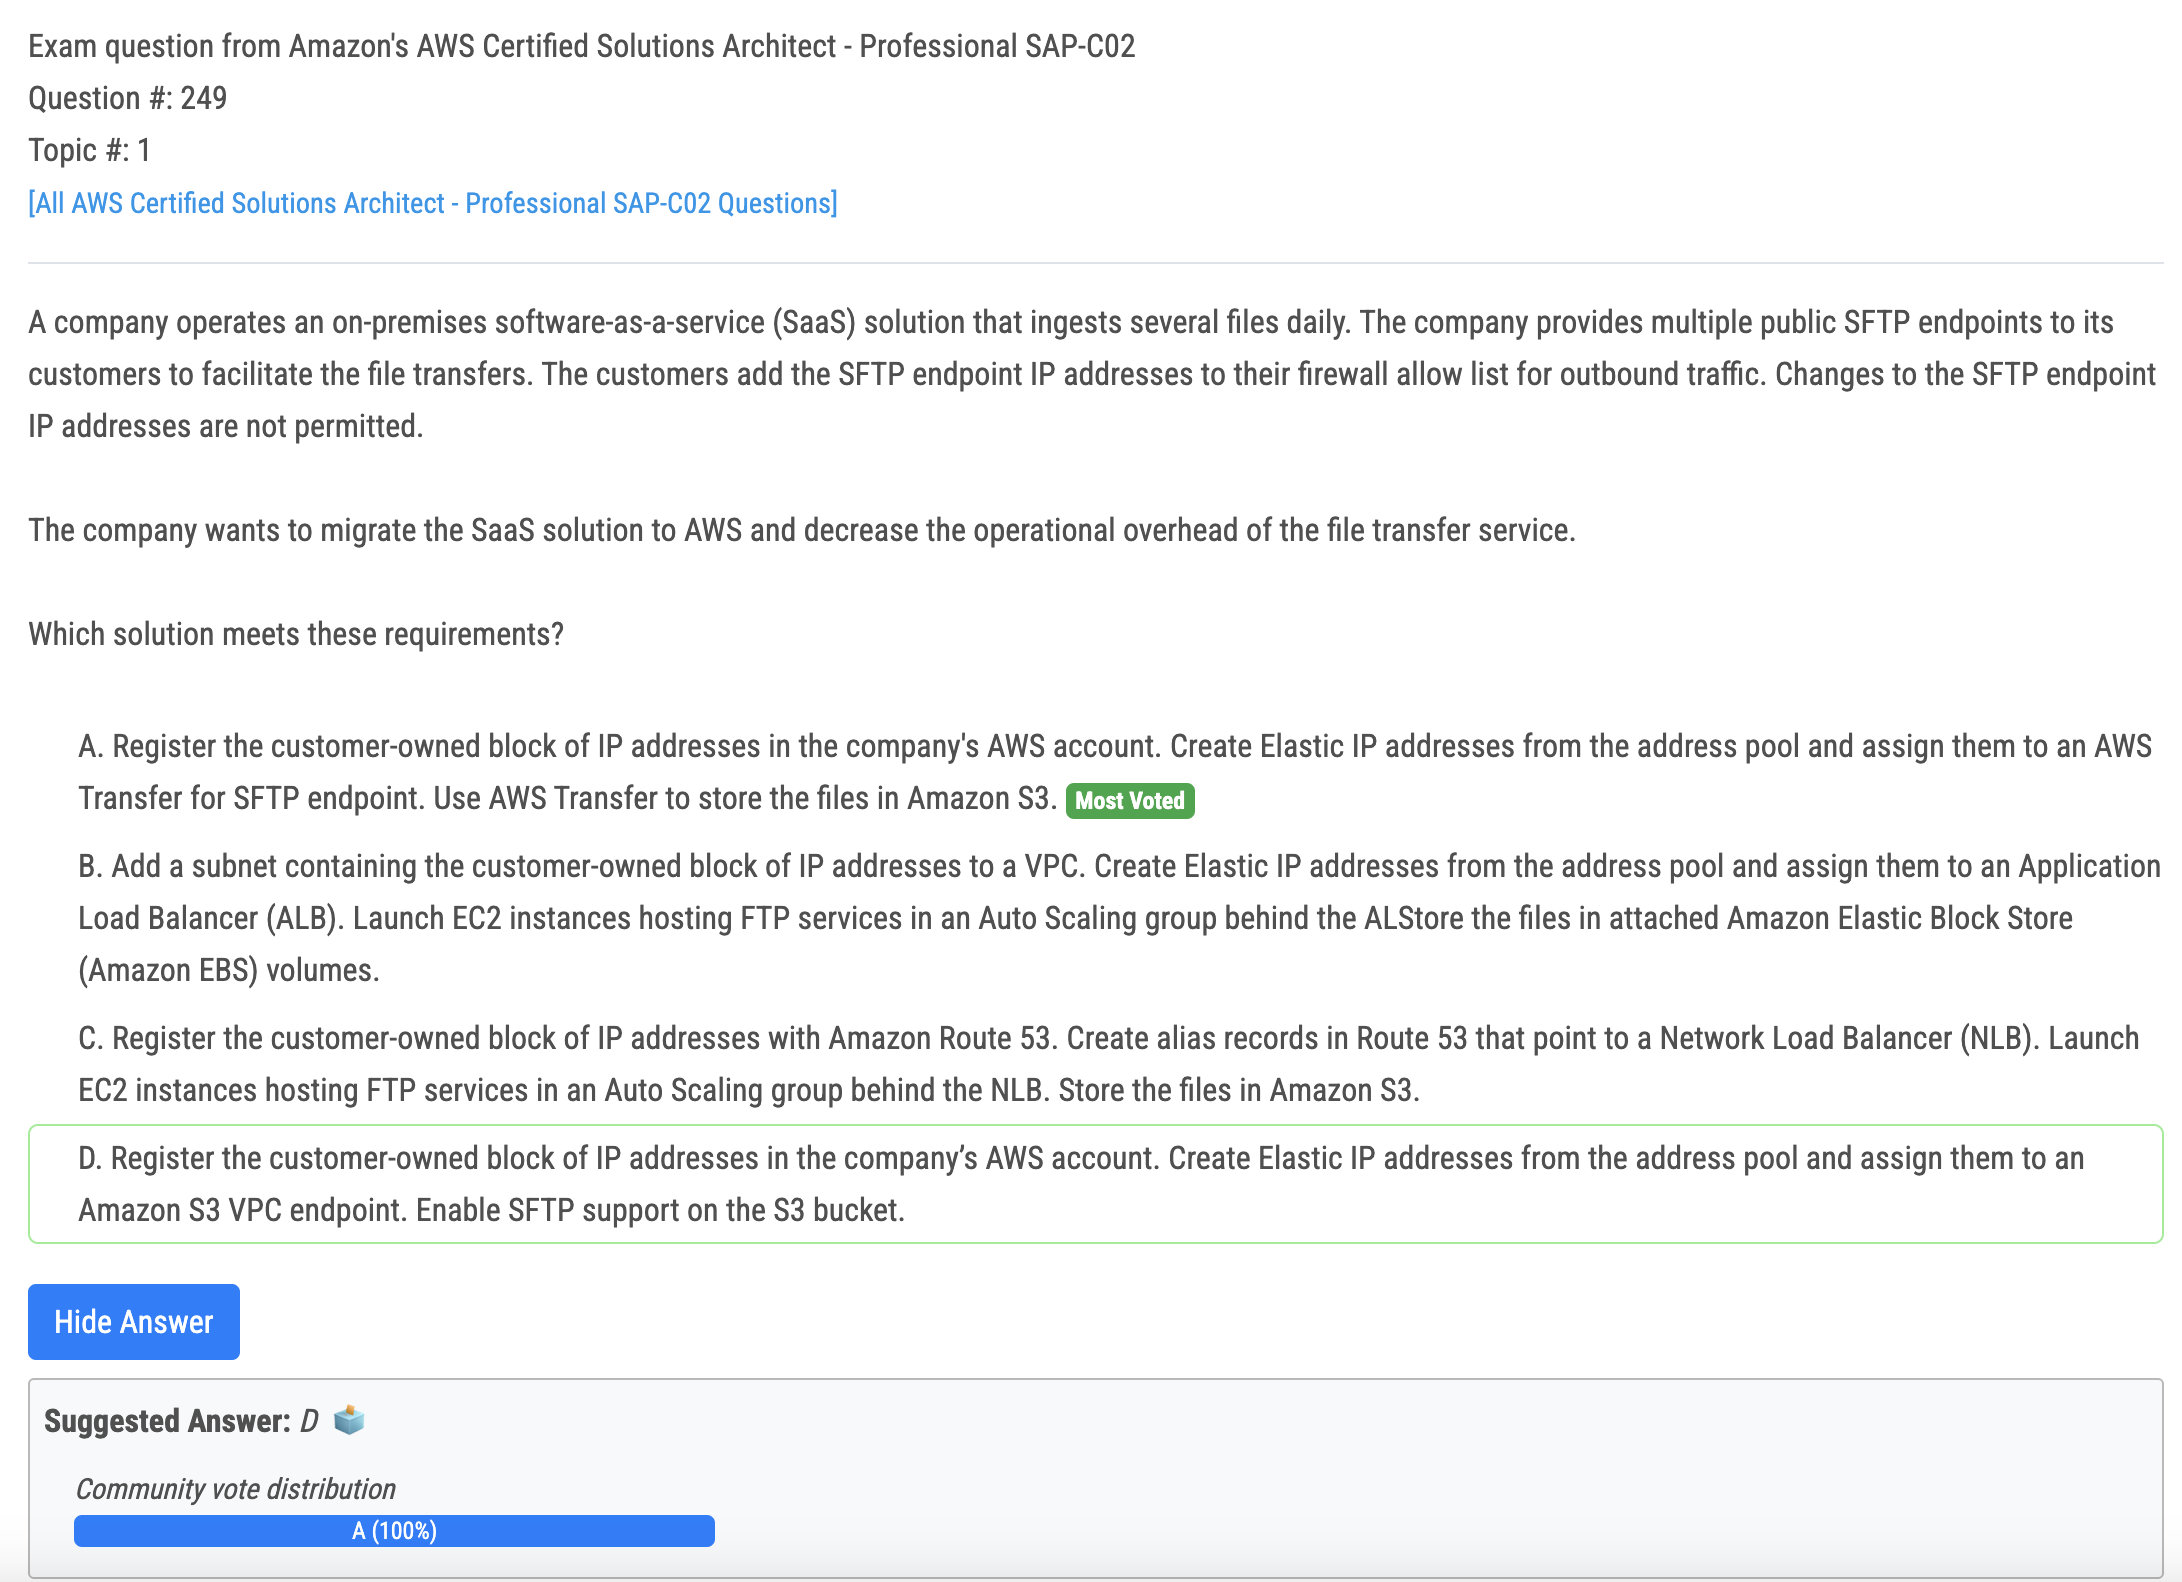 Exam question from Amazon's AWS Certified Solutions Architect - Professional SAP-C02
Question #: 249
Topic #: 1
[All AWS Certified Solutions Architect - Professional SAP-C02 Questions]
A company operates an on-premises software-as-a-service (SaaS) solution that ingests several files daily. The company provides multiple public SFTP endpoints to its
customers to facilitate the file transfers. The customers add the SFTP endpoint IP addresses to their firewall allow list for outbound traffic. Changes to the SFTP endpoint
IP addresses are not permitted.
The company wants to migrate the SaaS solution to AWS and decrease the operational overhead of the file transfer service.
Which solution meets these requirements?
A. Register the customer-owned block of IP addresses in the company's AWS account. Create Elastic IP addresses from the address pool and assign them to an AWS
Transfer for SFTP endpoint. Use AWS Transfer to store the files in Amazon S3. Most Voted
B. Add a subnet containing the customer-owned block of IP addresses to a VPC. Create Elastic IP addresses from the address pool and assign them to an Application
Load Balancer (ALB). Launch EC2 instances hosting FTP services in an Auto Scaling group behind the ALStore the files in attached Amazon Elastic Block Store
(Amazon EBS) volumes.
C. Register the customer-owned block of IP addresses with Amazon Route 53. Create alias records in Route 53 that point to a Network Load Balancer (NLB). Launch
EC2 instances hosting FTP services in an Auto Scaling group behind the NLB. Store the files in Amazon S3.
D. Register the customer-owned block of IP addresses in the company’s AWS account. Create Elastic IP addresses from the address pool and assign them to an
Amazon S3 VPC endpoint. Enable SFTP support on the S3 bucket.
Hide Answer
Suggested Answer: D
Community vote distribution
A (100%)